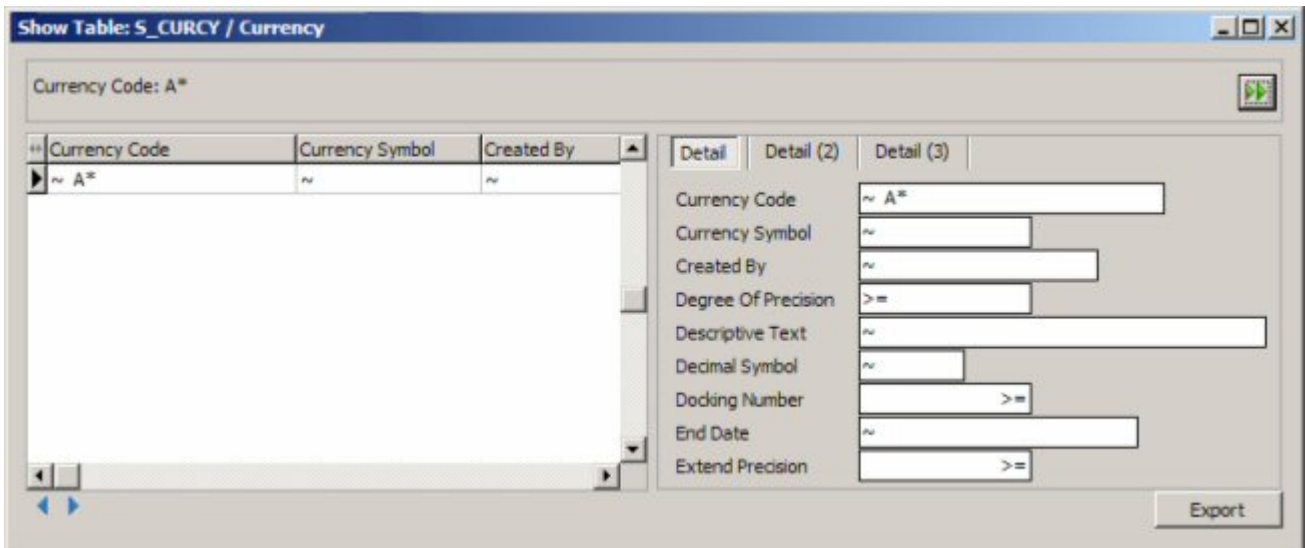 Show Table: S_CURCY / Currency
Currency Code: A*
Currency Code Currency Symbol Created By
~ A* ~ ~
Detail Detail (2) Detail (3)
Currency Code ~ A*
Currency Symbol ~
Created By ~
Degree Of Precision >=
Descriptive Text ~
Decimal Symbol ~
Docking Number >=
End Date ~
Extend Precision >=
Export